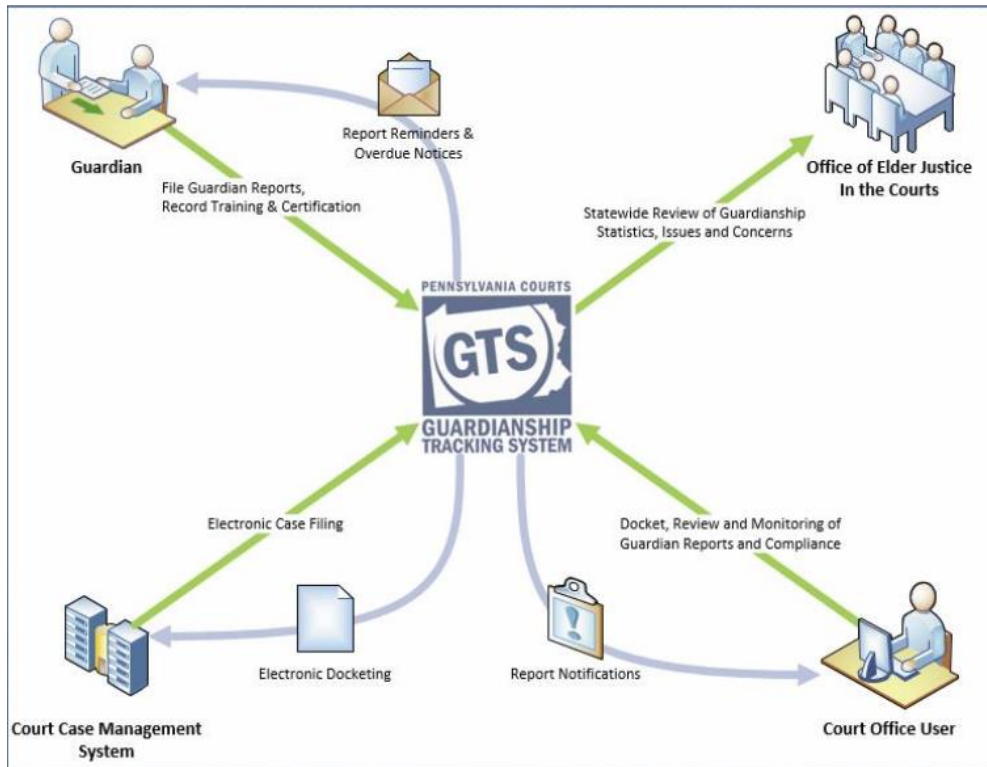 Guardian
Report Reminders &
Overdue Notices
Office of Elder Justice
In the Courts
File Guardian Reports,
Record Training & Certification
Statewide Review of Guardianship
Statistics, Issues and Concerns
PENNSYLVANIA COURTS
GTS
GUARDIANSHIP
TRACKING SYSTEM
Electronic Case Filing
Docket, Review and Monitoring of
Guardian Reports and Compliance
Electronic Docketing
Report Notifications
Court Case Management
System
Court Office User